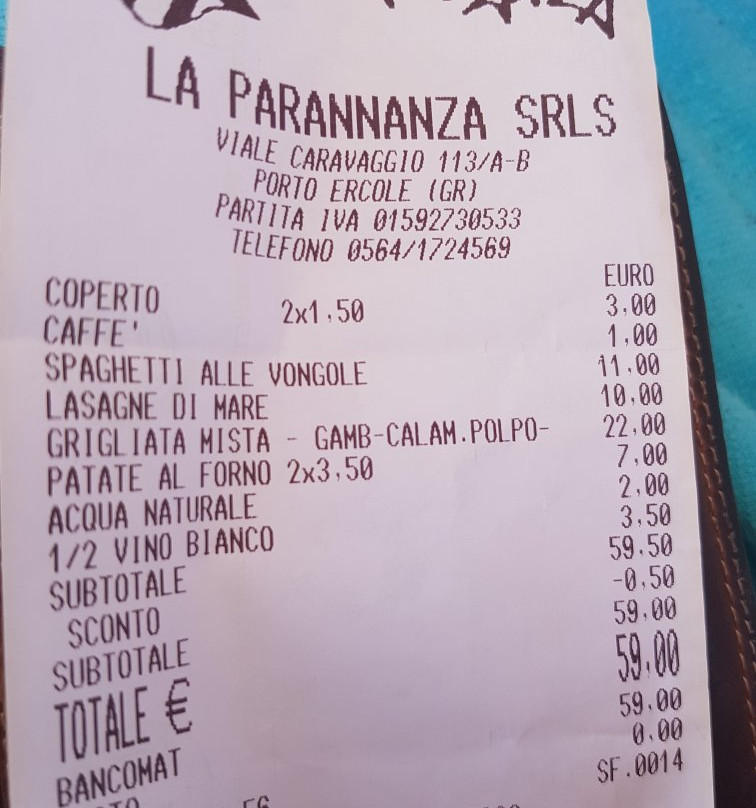 LA PARANNANZA SRLS
VIALE CARAVAGGIO 113/A-B
PORTO ERCOLE (GR)
PARTITA IVA 01592730533
TELEFONO 0564/1724569
EURO
COPERTO 2x1,50 3,00
CAFFE' 1,00
SPAGHETTI ALLE VONGOLE 11.00
LASAGNE DI MARE 10,00
GRIGLIATA MISTA - GAMB-CALAM.POLPO- 22,00
PATATE AL FORNO 2x3,50 7,00
ACQUA NATURALE 2,00
1/2 VINO BIANCO 3,50
SUBTOTALE 59.50
SCONTO -0,50
SUBTOTALE 59,00
TOTALE € 59,00
BANCOMAT 59.00
0.00
SF.0014